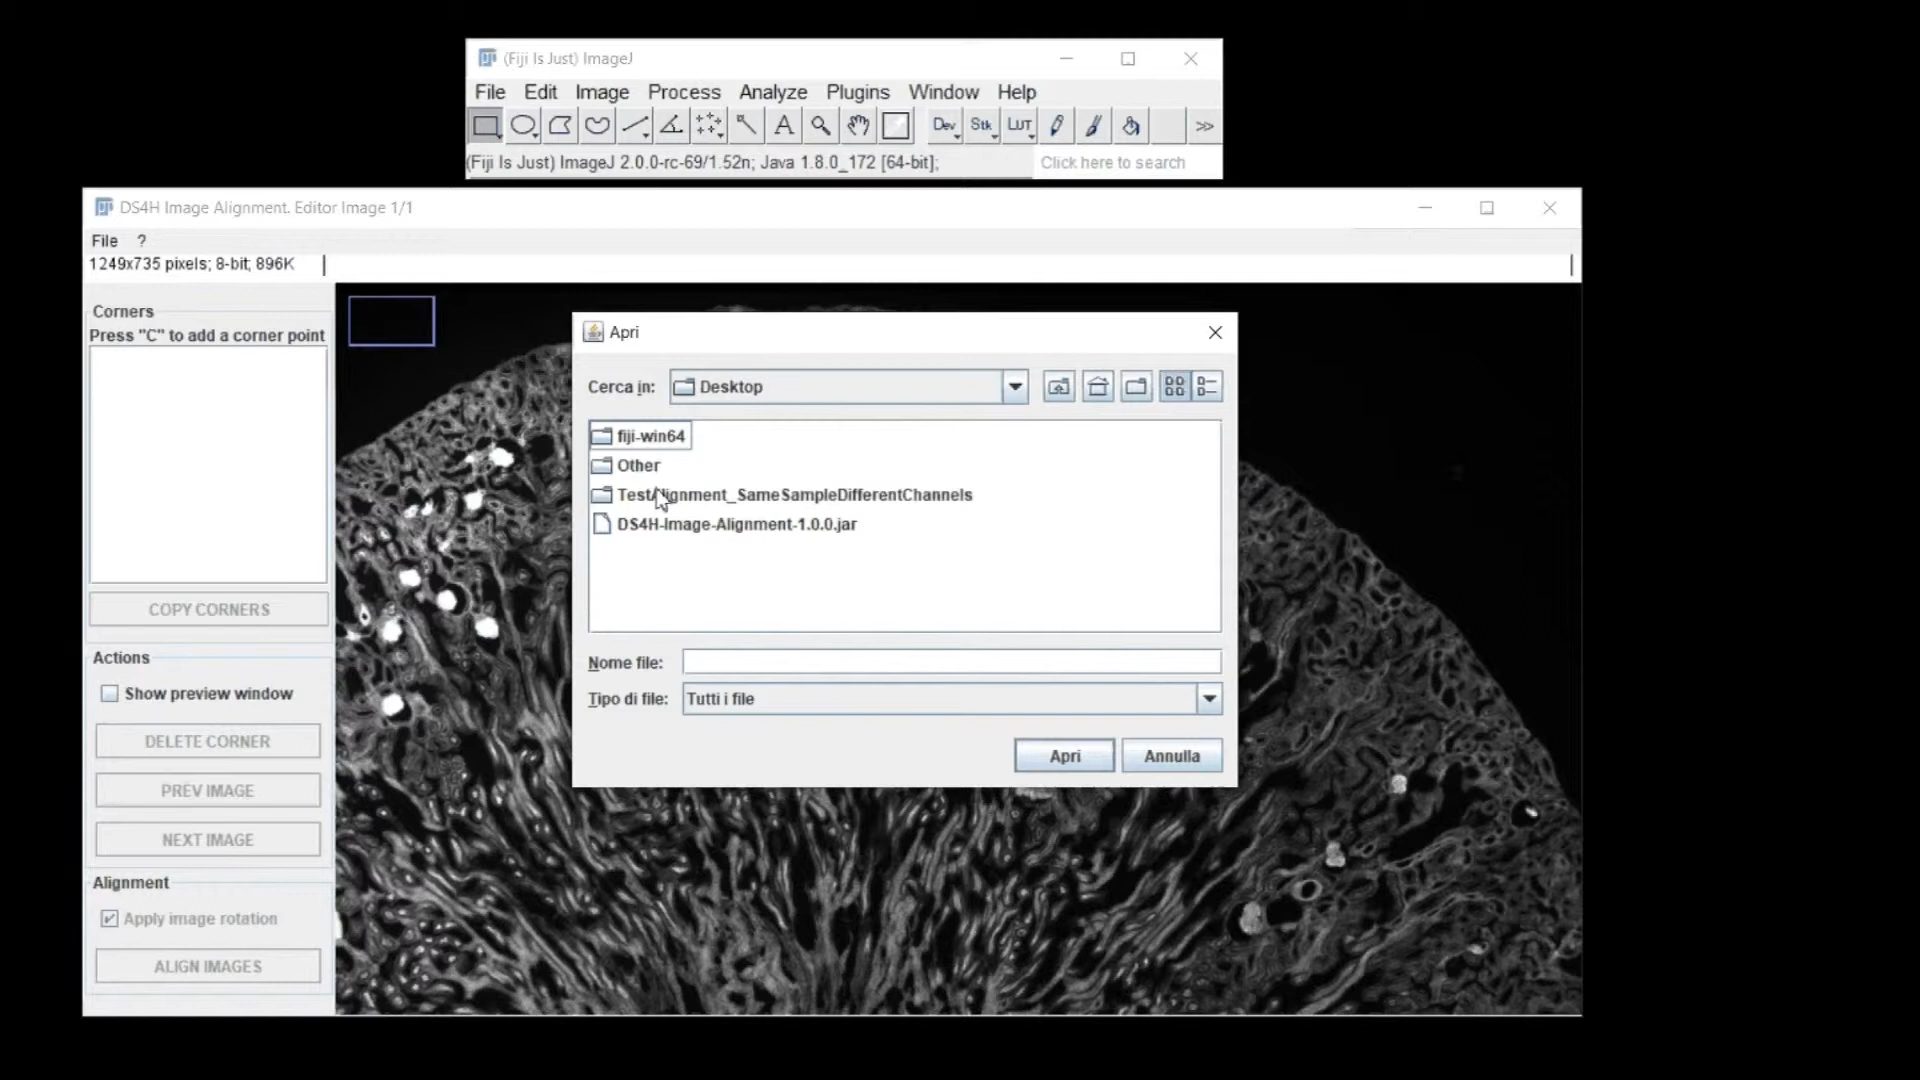 (Fiji Is Just) ImageJ
File Edit Image Process Analyze Plugins Window Help
A Dev Stk LUT >>
(Fiji Is Just) ImageJ 2.0.0-rc-69/1.52n; Java 1.8.0_172 [64-bit]; Click here to search
DS4H Image Alignment. Editor Image 1/1
File ?
1249x735 pixels; 8-bit; 896K
Corners
Press "C" to add a corner point
COPY CORNERS
Actions
Show preview window
DELETE CORNER
PREV IMAGE
NEXT IMAGE
Alignment
Apply image rotation
ALIGN IMAGES
Apri
Cerca in: Desktop
fiji-win64
Other
TestAlignment_SameSampleDifferentChannels
DS4H-Image-Alignment-1.0.0.jar
Nome file:
Tipo di file: Tutti i file
Apri Annulla